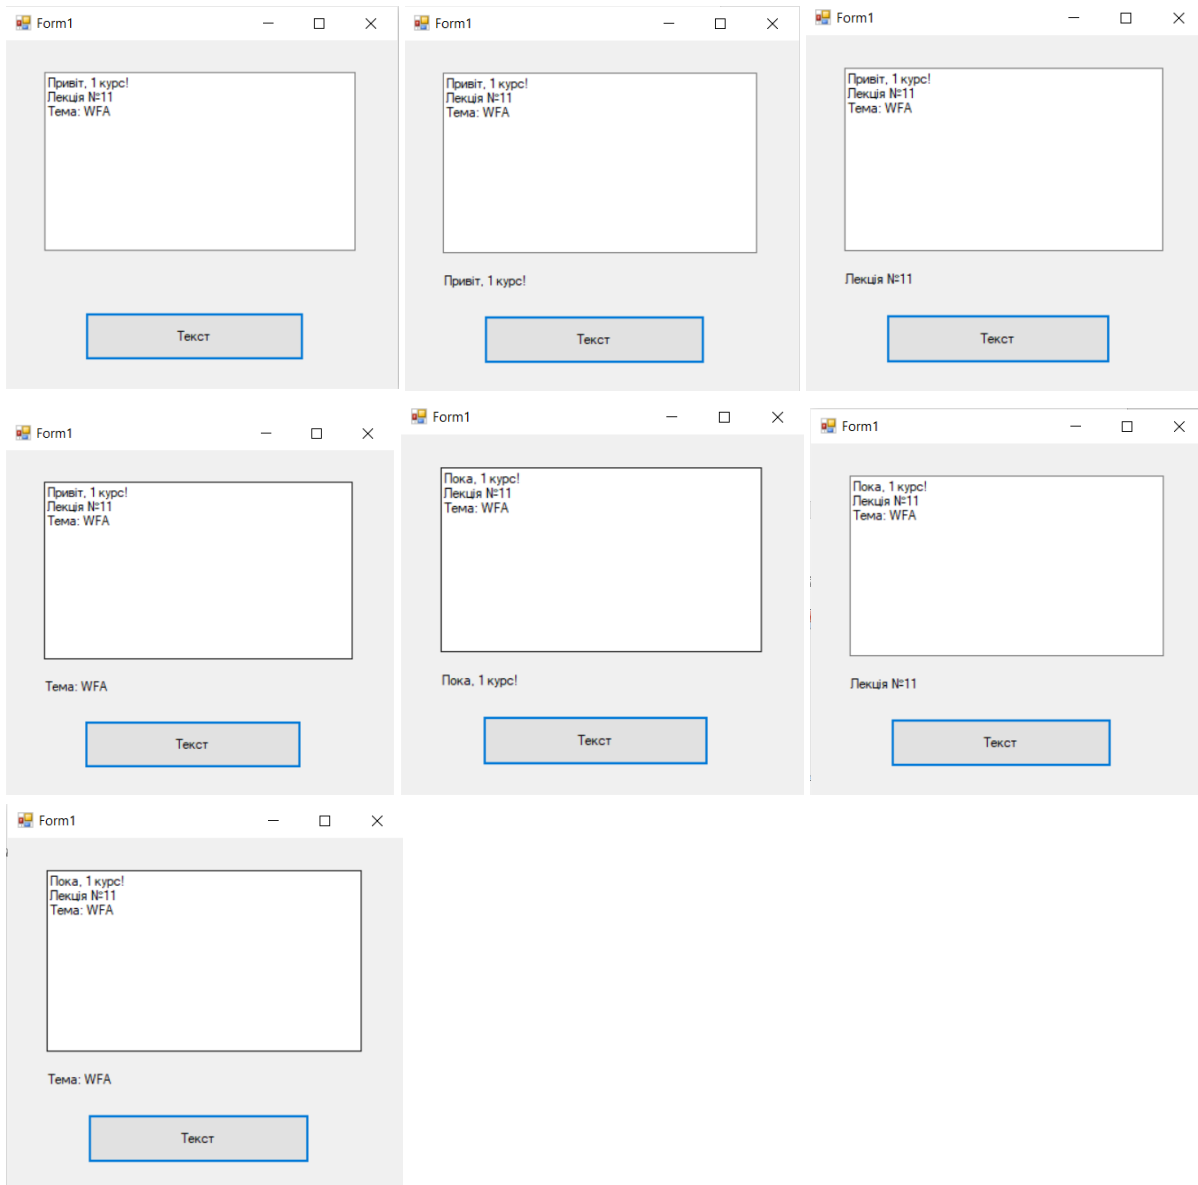 Form1
Привіт, 1 курс!
Лекція №11
Тема: WFA
Текст
Form1
Привіт, 1 курс!
Лекція №11
Тема: WFA
Привіт, 1 курс!
Текст
Form1
Привіт, 1 курс!
Лекція №11
Тема: WFA
Лекція №11
Текст
Form1
Привіт, 1 курс!
Лекція №11
Тема: WFA
Тема: WFA
Текст
Form1
Пока, 1 курс!
Лекція №11
Тема: WFA
Пока, 1 курс!
Текст
Form1
Пока, 1 курс!
Лекція №11
Тема: WFA
Лекція №11
Текст
Form1
Пока, 1 курс!
Лекція №11
Тема: WFA
Тема: WFA
Текст